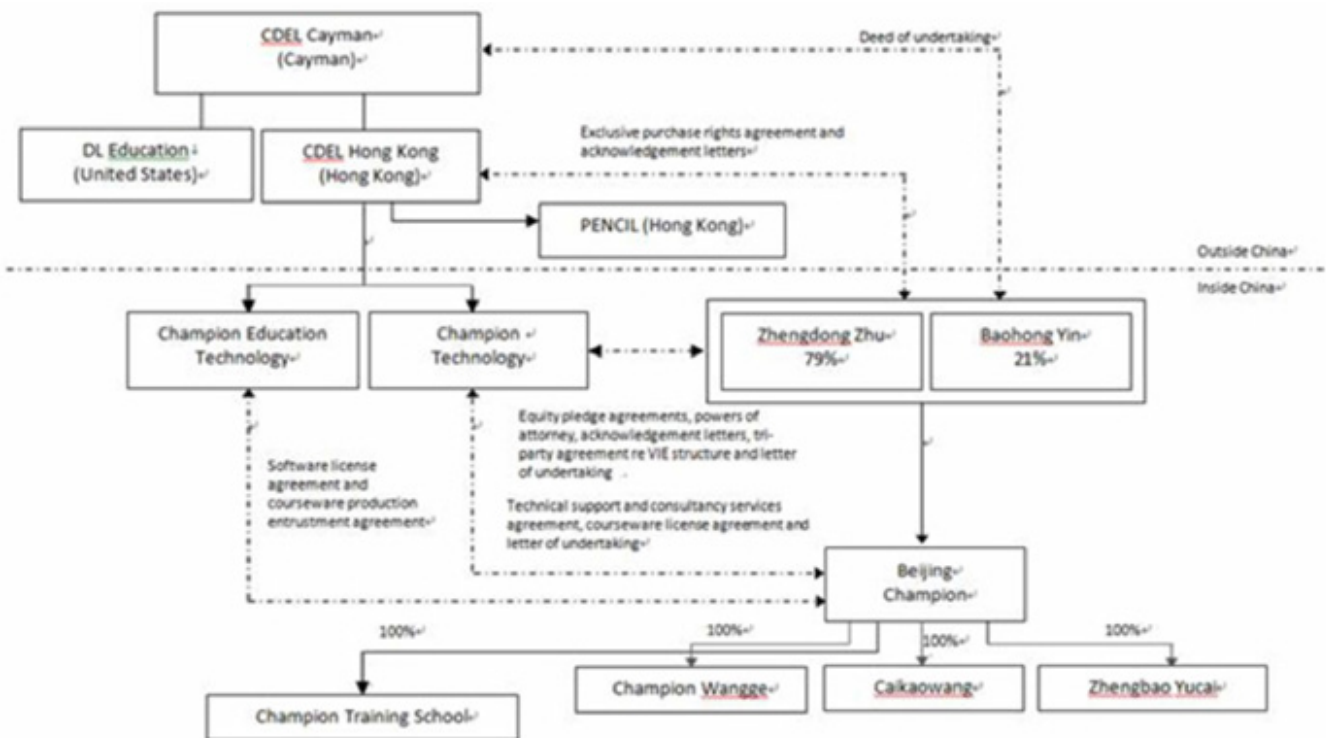 CDEL Cayman
(Cayman)
Deed of undertaking
DL Education
(United States)
CDEL Hong Kong
(Hong Kong)
Exclusive purchase rights agreement and
acknowledgement letters
PENCIL (Hong Kong)
Outside China
Inside China
Champion Education
Technology
Champion
Technology
Zhengdong Zhu
79%
Baohong Yin
21%
Equity pledge agreements, powers of
attorney, acknowledgement letters, tri-
party agreement re VIE structure and letter
of undertaking
Software license
agreement and
courseware production
entrustment agreement
Technical support and consultancy services
agreement, courseware license agreement and
letter of undertaking
Beijing
Champion
100%
100%
100%
100%
Champion Training School
Champion Wangge
Caikaowang
Zhengbao Yucai